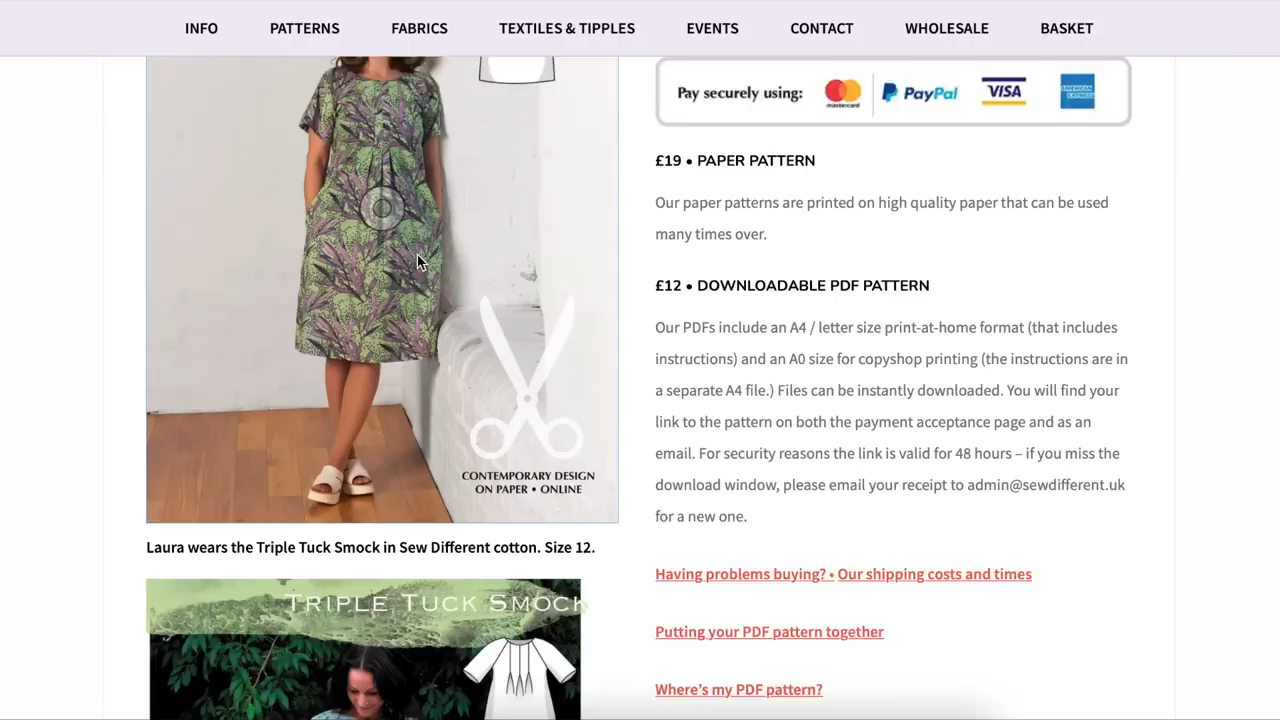 INFO PATTERNS FABRICS TEXTILES & TIPPLES EVENTS CONTACT WHOLESALE BASKET
CONTEMPORARY DESIGN
ON PAPER • ONLINE
Laura wears the Triple Tuck Smock in Sew Different cotton. Size 12.
TRIPLE TUCK SMOCK
Pay securely using: mastercard PayPal VISA AMERICAN EXPRESS
£19 • PAPER PATTERN
Our paper patterns are printed on high quality paper that can be used
many times over.
£12 • DOWNLOADABLE PDF PATTERN
Our PDFs include an A4 / letter size print-at-home format (that includes
instructions) and an A0 size for copyshop printing (the instructions are in
a separate A4 file.) Files can be instantly downloaded. You will find your
link to the pattern on both the payment acceptance page and as an
email. For security reasons the link is valid for 48 hours – if you miss the
download window, please email your receipt to admin@sewdifferent.uk
for a new one.
Having problems buying? • Our shipping costs and times
Putting your PDF pattern together
Where's my PDF pattern?